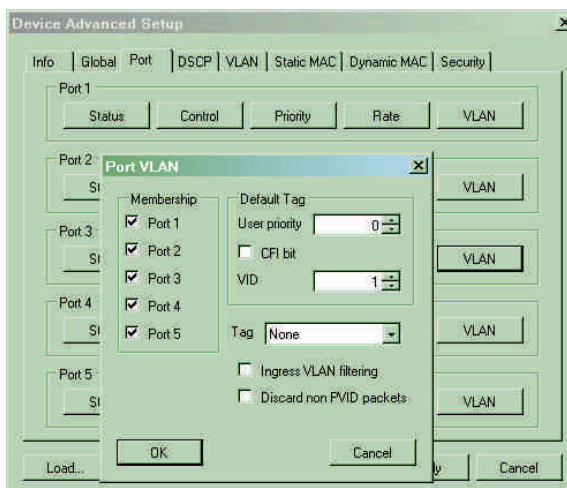 Device Advanced Setup
Info Global Port DSCP VLAN Static MAC Dynamic MAC Security
Port 1
Status Control Priority Rate VLAN
Port 2
VLAN
Port 3
VLAN
Port 4
VLAN
Port 5
VLAN
Load... Cancel
Port VLAN
Membership
Port 1
Port 2
Port 3
Port 4
Port 5
Default Tag
User priority 0
CFI bit
VID 1
Tag None
Ingress VLAN filtering
Discard non PVID packets
OK Cancel